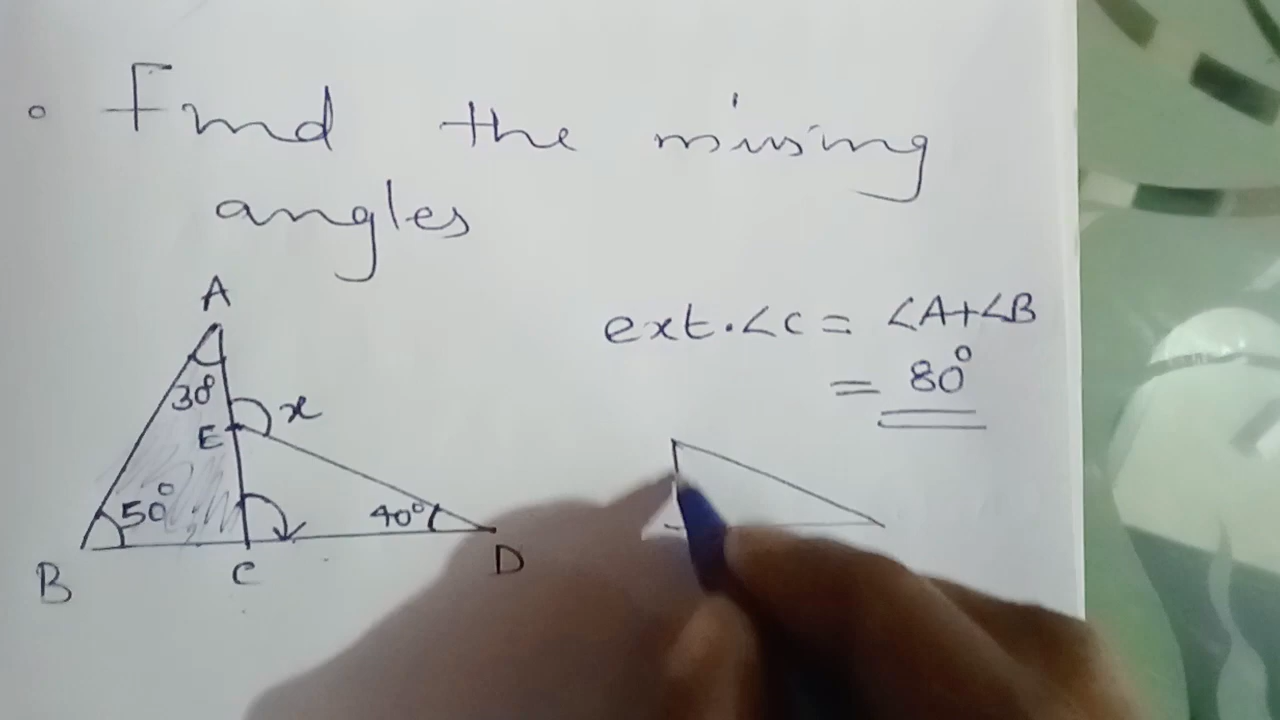 Find the missing
angles
A
ext.∠C = ∠A+∠B
= 80°
30°
x
E
50°
40°
B
C
D